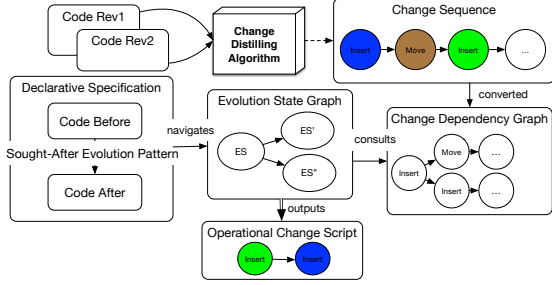 Code Rev1
Code Rev2
Change
Distilling
Algorithm
Change Sequence
Insert
Move
Insert
...
converted
Declarative Specification
Code Before
Sought-After Evolution Pattern
Code After
navigates
Evolution State Graph
ES
ES'
ES"
consults
Change Dependency Graph
Insert
Move
...
Insert
...
outputs
Operational Change Script
Insert
Insert